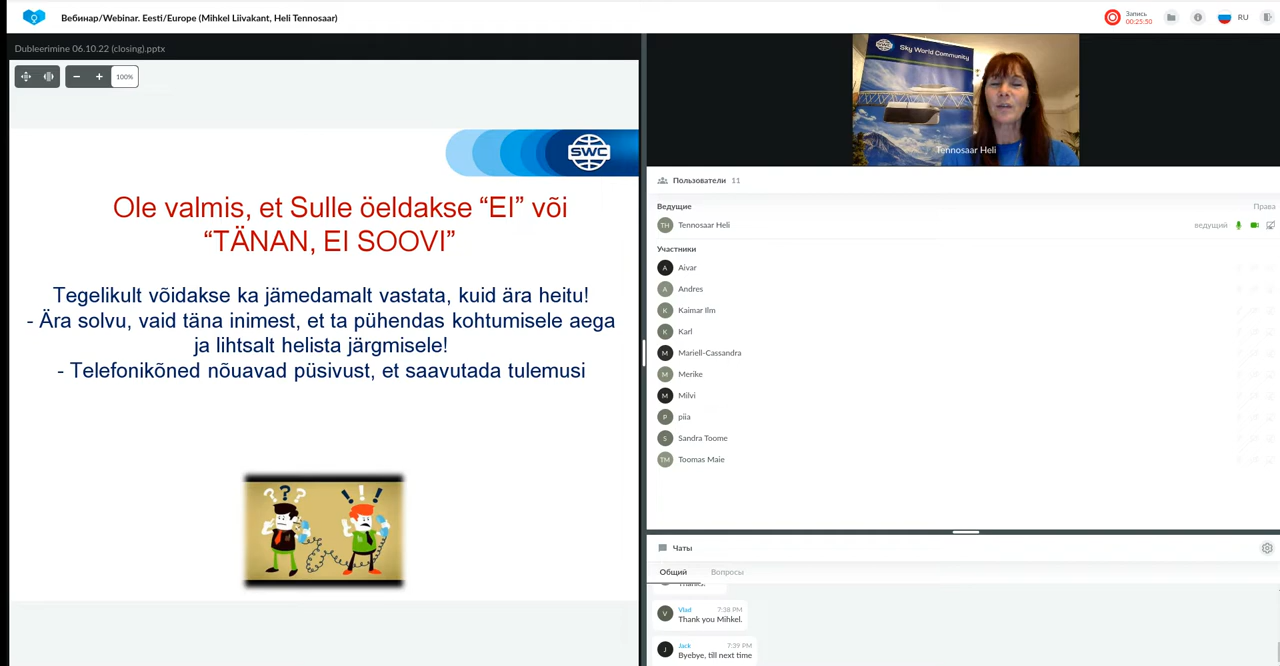 Вебинар/Webinar. Eesti/Europe (Mihkel Liivakant, Heli Tennosaar)
Запись
00:25:50
RU
Dubleerimine 06.10.22 (closing).pptx
100%
SWC
Ole valmis, et Sulle öeldakse “EI” või
“TÄNAN, EI SOOVI”
Tegelikult võidakse ka jämedamalt vastata, kuid ära heitu!
- Ära solvu, vaid täna inimest, et ta pühendas kohtumisele aega
ja lihtsalt helista järgmisele!
- Telefonikõned nõuavad püsivust, et saavutada tulemusi
? ? ?
! ! !
Sky World Community
Tennosaar Heli
Пользователи 11
Ведущие
Права
TH Tennosaar Heli
ведущий
Участники
A Aivar
A Andres
K Kaimar Ilm
K Karl
M Mariell-Cassandra
M Merike
M Milvi
P piia
S Sandra Toome
TM Toomas Maie
Чаты
Общий
Вопросы
Thanks.
V Vlad 7:38 PM
Thank you Mihkel.
J Jack 7:39 PM
Byebye, till next time